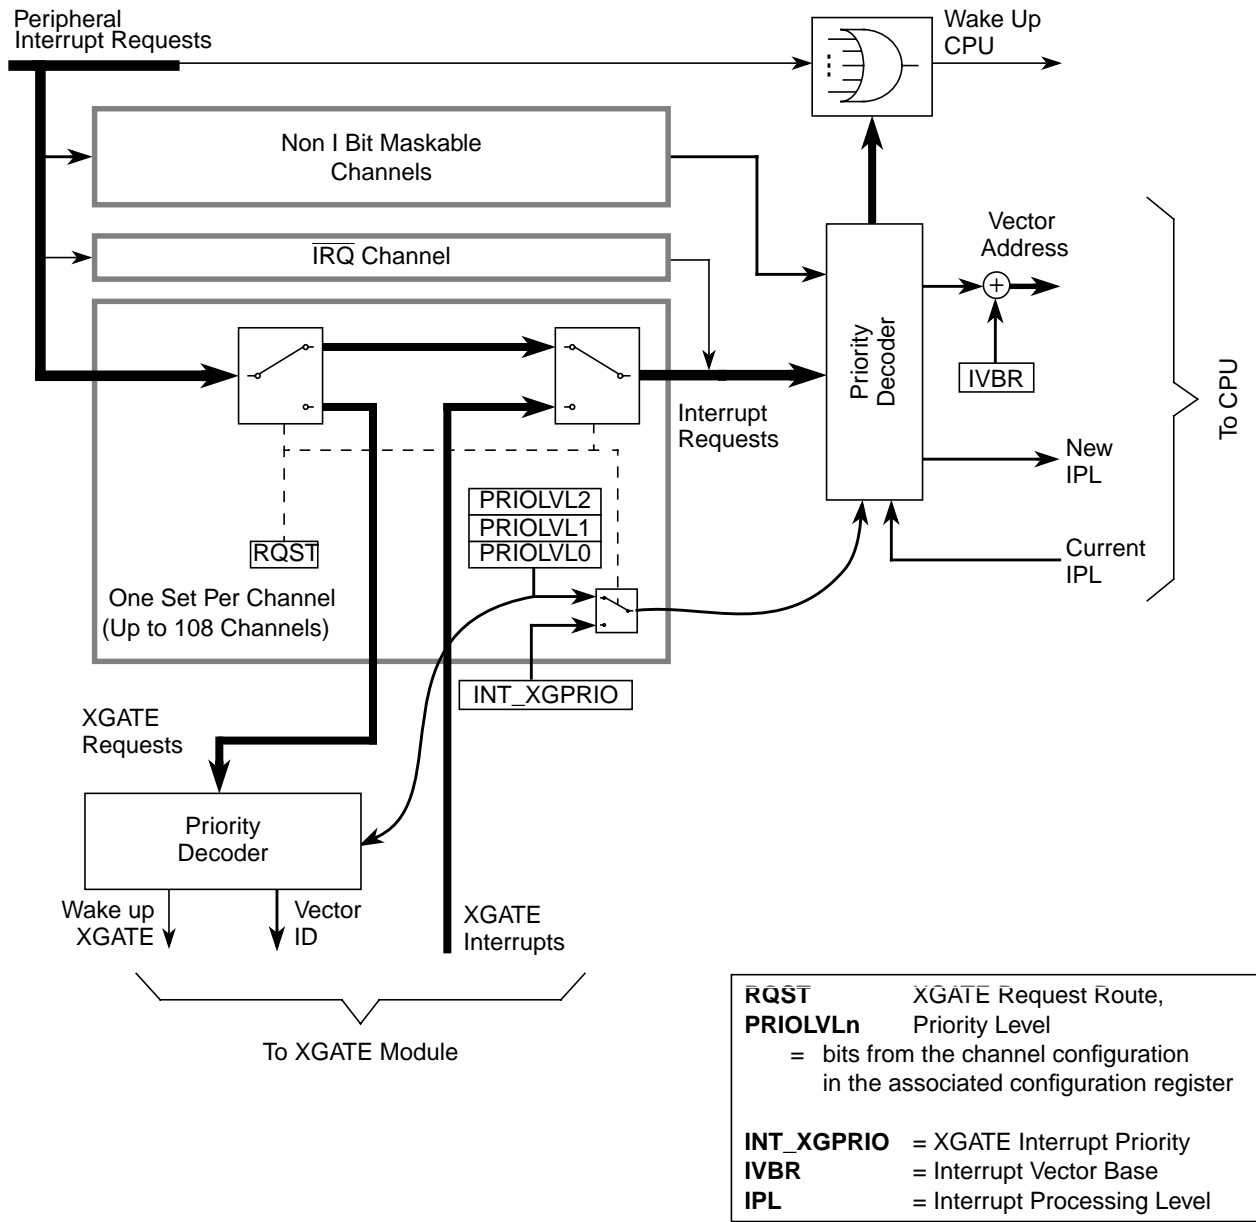 Peripheral
Interrupt Requests
Wake Up
CPU
Non I Bit Maskable
Channels
IRQ Channel
Vector
Address
Priority
Decoder
IVBR
To CPU
Interrupt
Requests
New
IPL
PRIOLVL2
PRIOLVL1
PRIOLVL0
RQST
Current
IPL
One Set Per Channel
(Up to 108 Channels)
INT_XGPRIO
XGATE
Requests
Priority
Decoder
Wake up
XGATE
Vector
ID
XGATE
Interrupts
To XGATE Module
RQST XGATE Request Route,
PRIOLVLn Priority Level
= bits from the channel configuration
in the associated configuration register
INT_XGPRIO = XGATE Interrupt Priority
IVBR = Interrupt Vector Base
IPL = Interrupt Processing Level